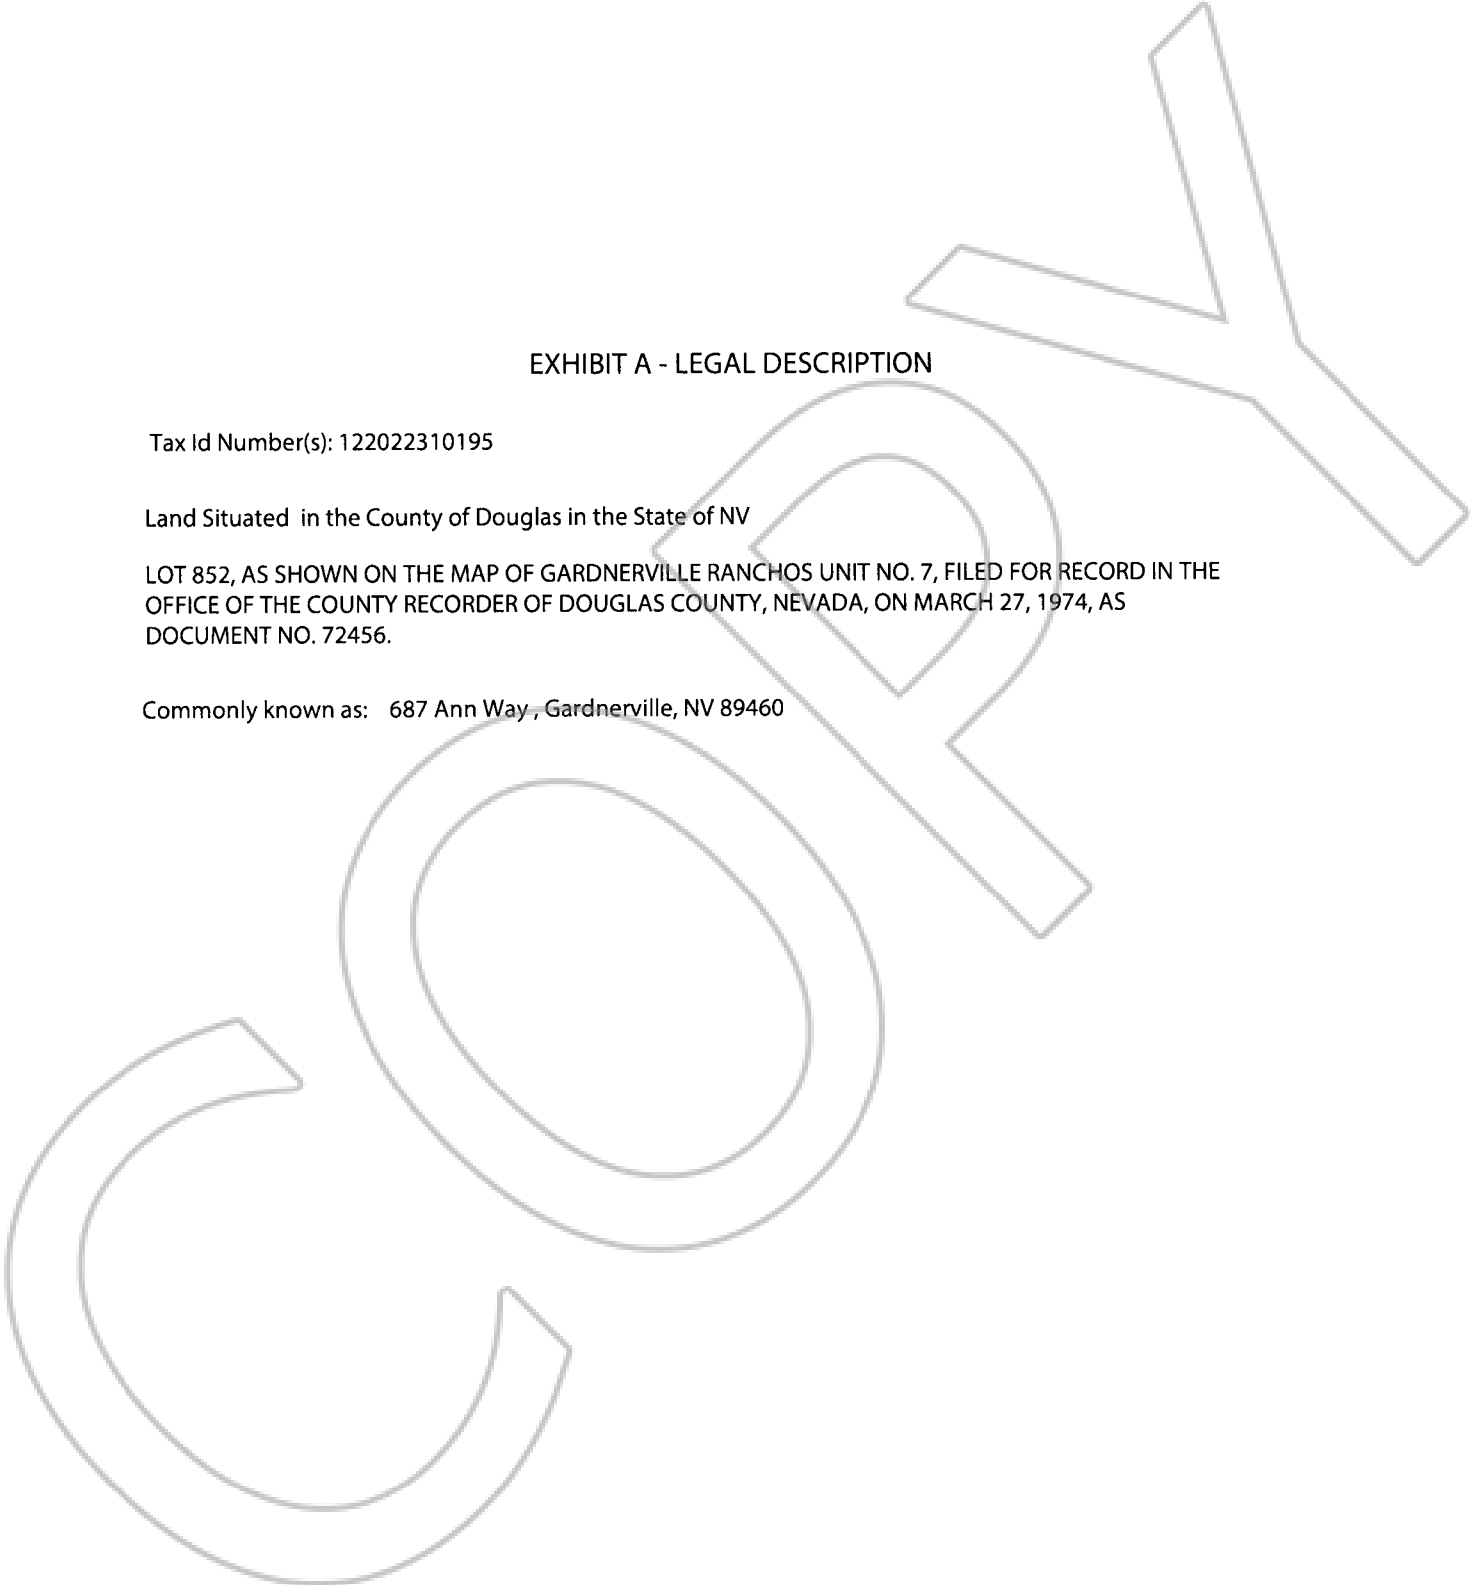 EXHIBIT A - LEGAL DESCRIPTION
Tax Id Number(s): 122022310195
Land Situated in the County of Douglas in the State of NV
LOT 852, AS SHOWN ON THE MAP OF GARDNERVILLE RANCHOS UNIT NO. 7, FILED FOR RECORD IN THE
OFFICE OF THE COUNTY RECORDER OF DOUGLAS COUNTY, NEVADA, ON MARCH 27, 1974, AS
DOCUMENT NO. 72456.
Commonly known as: 687 Ann Way , Gardnerville, NV 89460
COPY